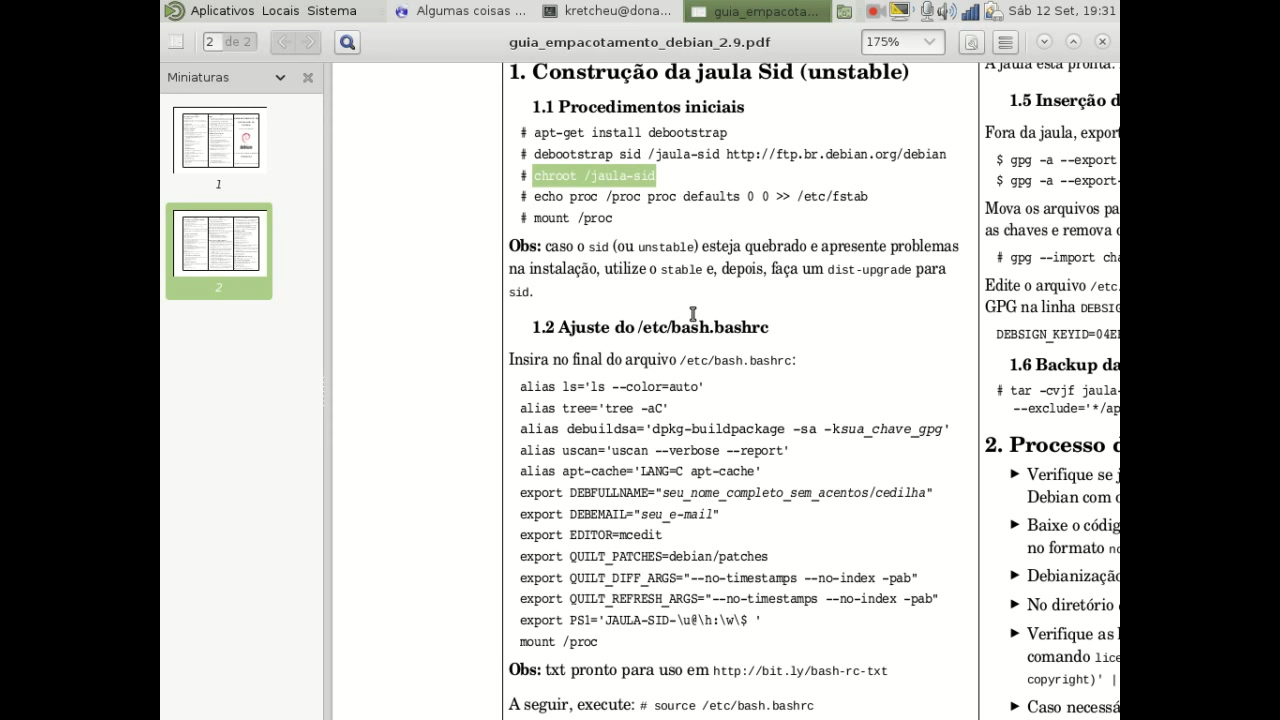 Aplicativos Locais Sistema
Algumas coisas ...
kretcheu@dona...
guia_empacota...
Sáb 12 Set, 19:31
2 de 2
guia_empacotamento_debian_2.9.pdf
175%
Miniaturas
1
2
1. Construção da jaula Sid (unstable)
1.1 Procedimentos iniciais
# apt-get install debootstrap
# debootstrap sid /jaula-sid http://ftp.br.debian.org/debian
# chroot /jaula-sid
# echo proc /proc proc defaults 0 0 >> /etc/fstab
# mount /proc
Obs: caso o sid (ou unstable) esteja quebrado e apresente problemas
na instalação, utilize o stable e, depois, faça um dist-upgrade para
sid.
1.2 Ajuste do /etc/bash.bashrc
Insira no final do arquivo /etc/bash.bashrc:
alias ls='ls --color=auto'
alias tree='tree -aC'
alias debuildsa='dpkg-buildpackage -sa -ksua_chave_gpg'
alias uscan='uscan --verbose --report'
alias apt-cache='LANG=C apt-cache'
export DEBFULLNAME="seu_nome_completo_sem_acentos/cedilha"
export DEBEMAIL="seu_e-mail"
export EDITOR=mcedit
export QUILT_PATCHES=debian/patches
export QUILT_DIFF_ARGS="--no-timestamps --no-index -pab"
export QUILT_REFRESH_ARGS="--no-timestamps --no-index -pab"
export PS1='JAULA-SID-\u@\h:\w\$ '
mount /proc
Obs: txt pronto para uso em http://bit.ly/bash-rc-txt
A seguir, execute: # source /etc/bash.bashrc
A jaula está pronta.
1.5 Inserção d
Fora da jaula, export
$ gpg -a --export
$ gpg -a --export-
Mova os arquivos pa
as chaves e remova o
# gpg --import cha
Edite o arquivo /etc.
GPG na linha DEBSIG
DEBSIGN_KEYID=04E
1.6 Backup da
# tar -cvjf jaula-
--exclude='*/ap
2. Processo d
Verifique se j
Debian com o
Baixe o códig
no formato no
Debianização
No diretório
Verifique as l
comando lice
copyright)' |
Caso necessá